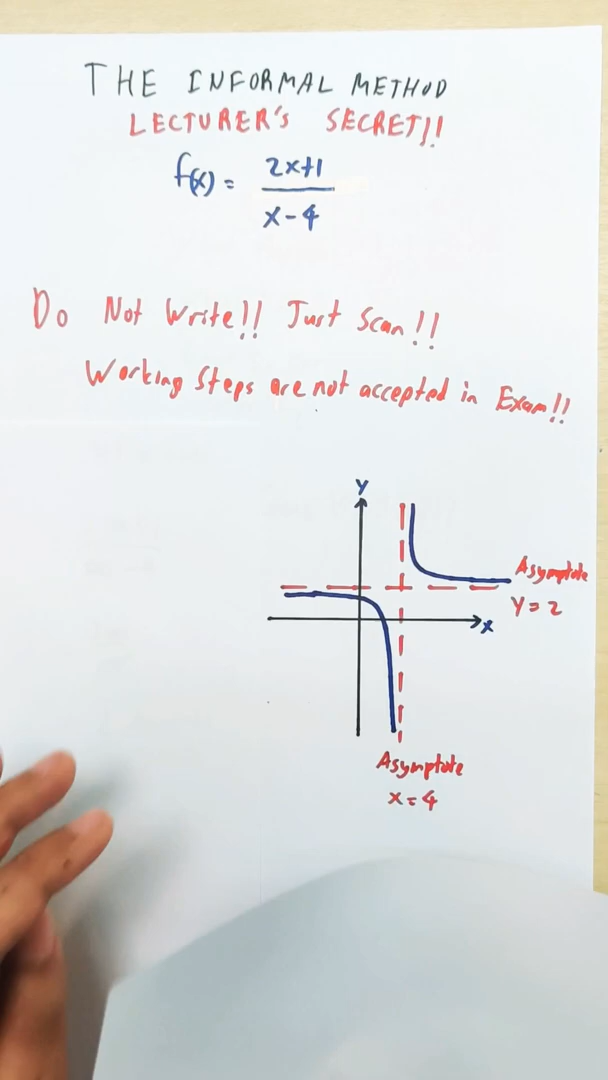 THE INFORMAL METHOD
LECTURER'S SECRET!!
f(x) = 2x+1
x-4
Do Not Write!! Just Scan!!
Working Steps are not accepted in Exam!!
Y
Asymptote
Y = 2
X
Asymptote
x = 4